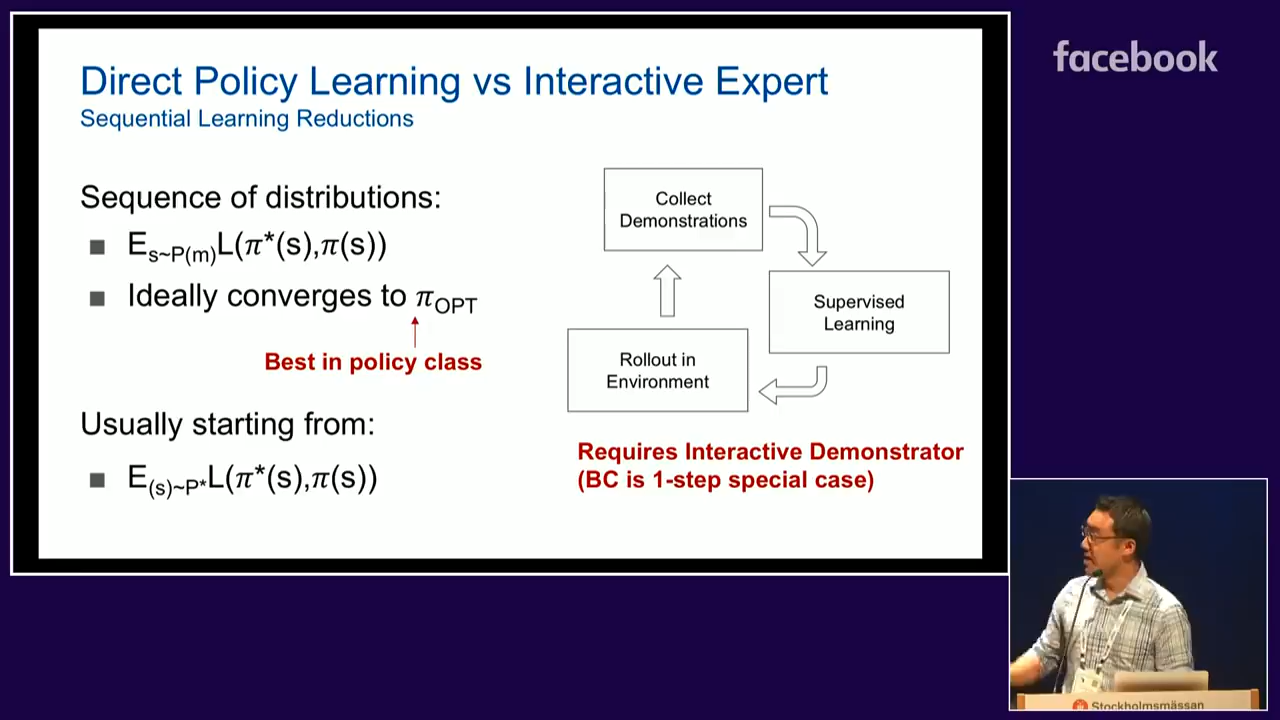 facebook
Direct Policy Learning vs Interactive Expert
Sequential Learning Reductions
Sequence of distributions:
■ E_{s~P(m)}L(π*(s),π(s))
■ Ideally converges to π_{OPT}
Best in policy class
Usually starting from:
■ E_{(s)~P*}L(π*(s),π(s))
Collect
Demonstrations
Supervised
Learning
Rollout in
Environment
Requires Interactive Demonstrator
(BC is 1-step special case)
Stockholmsmässan